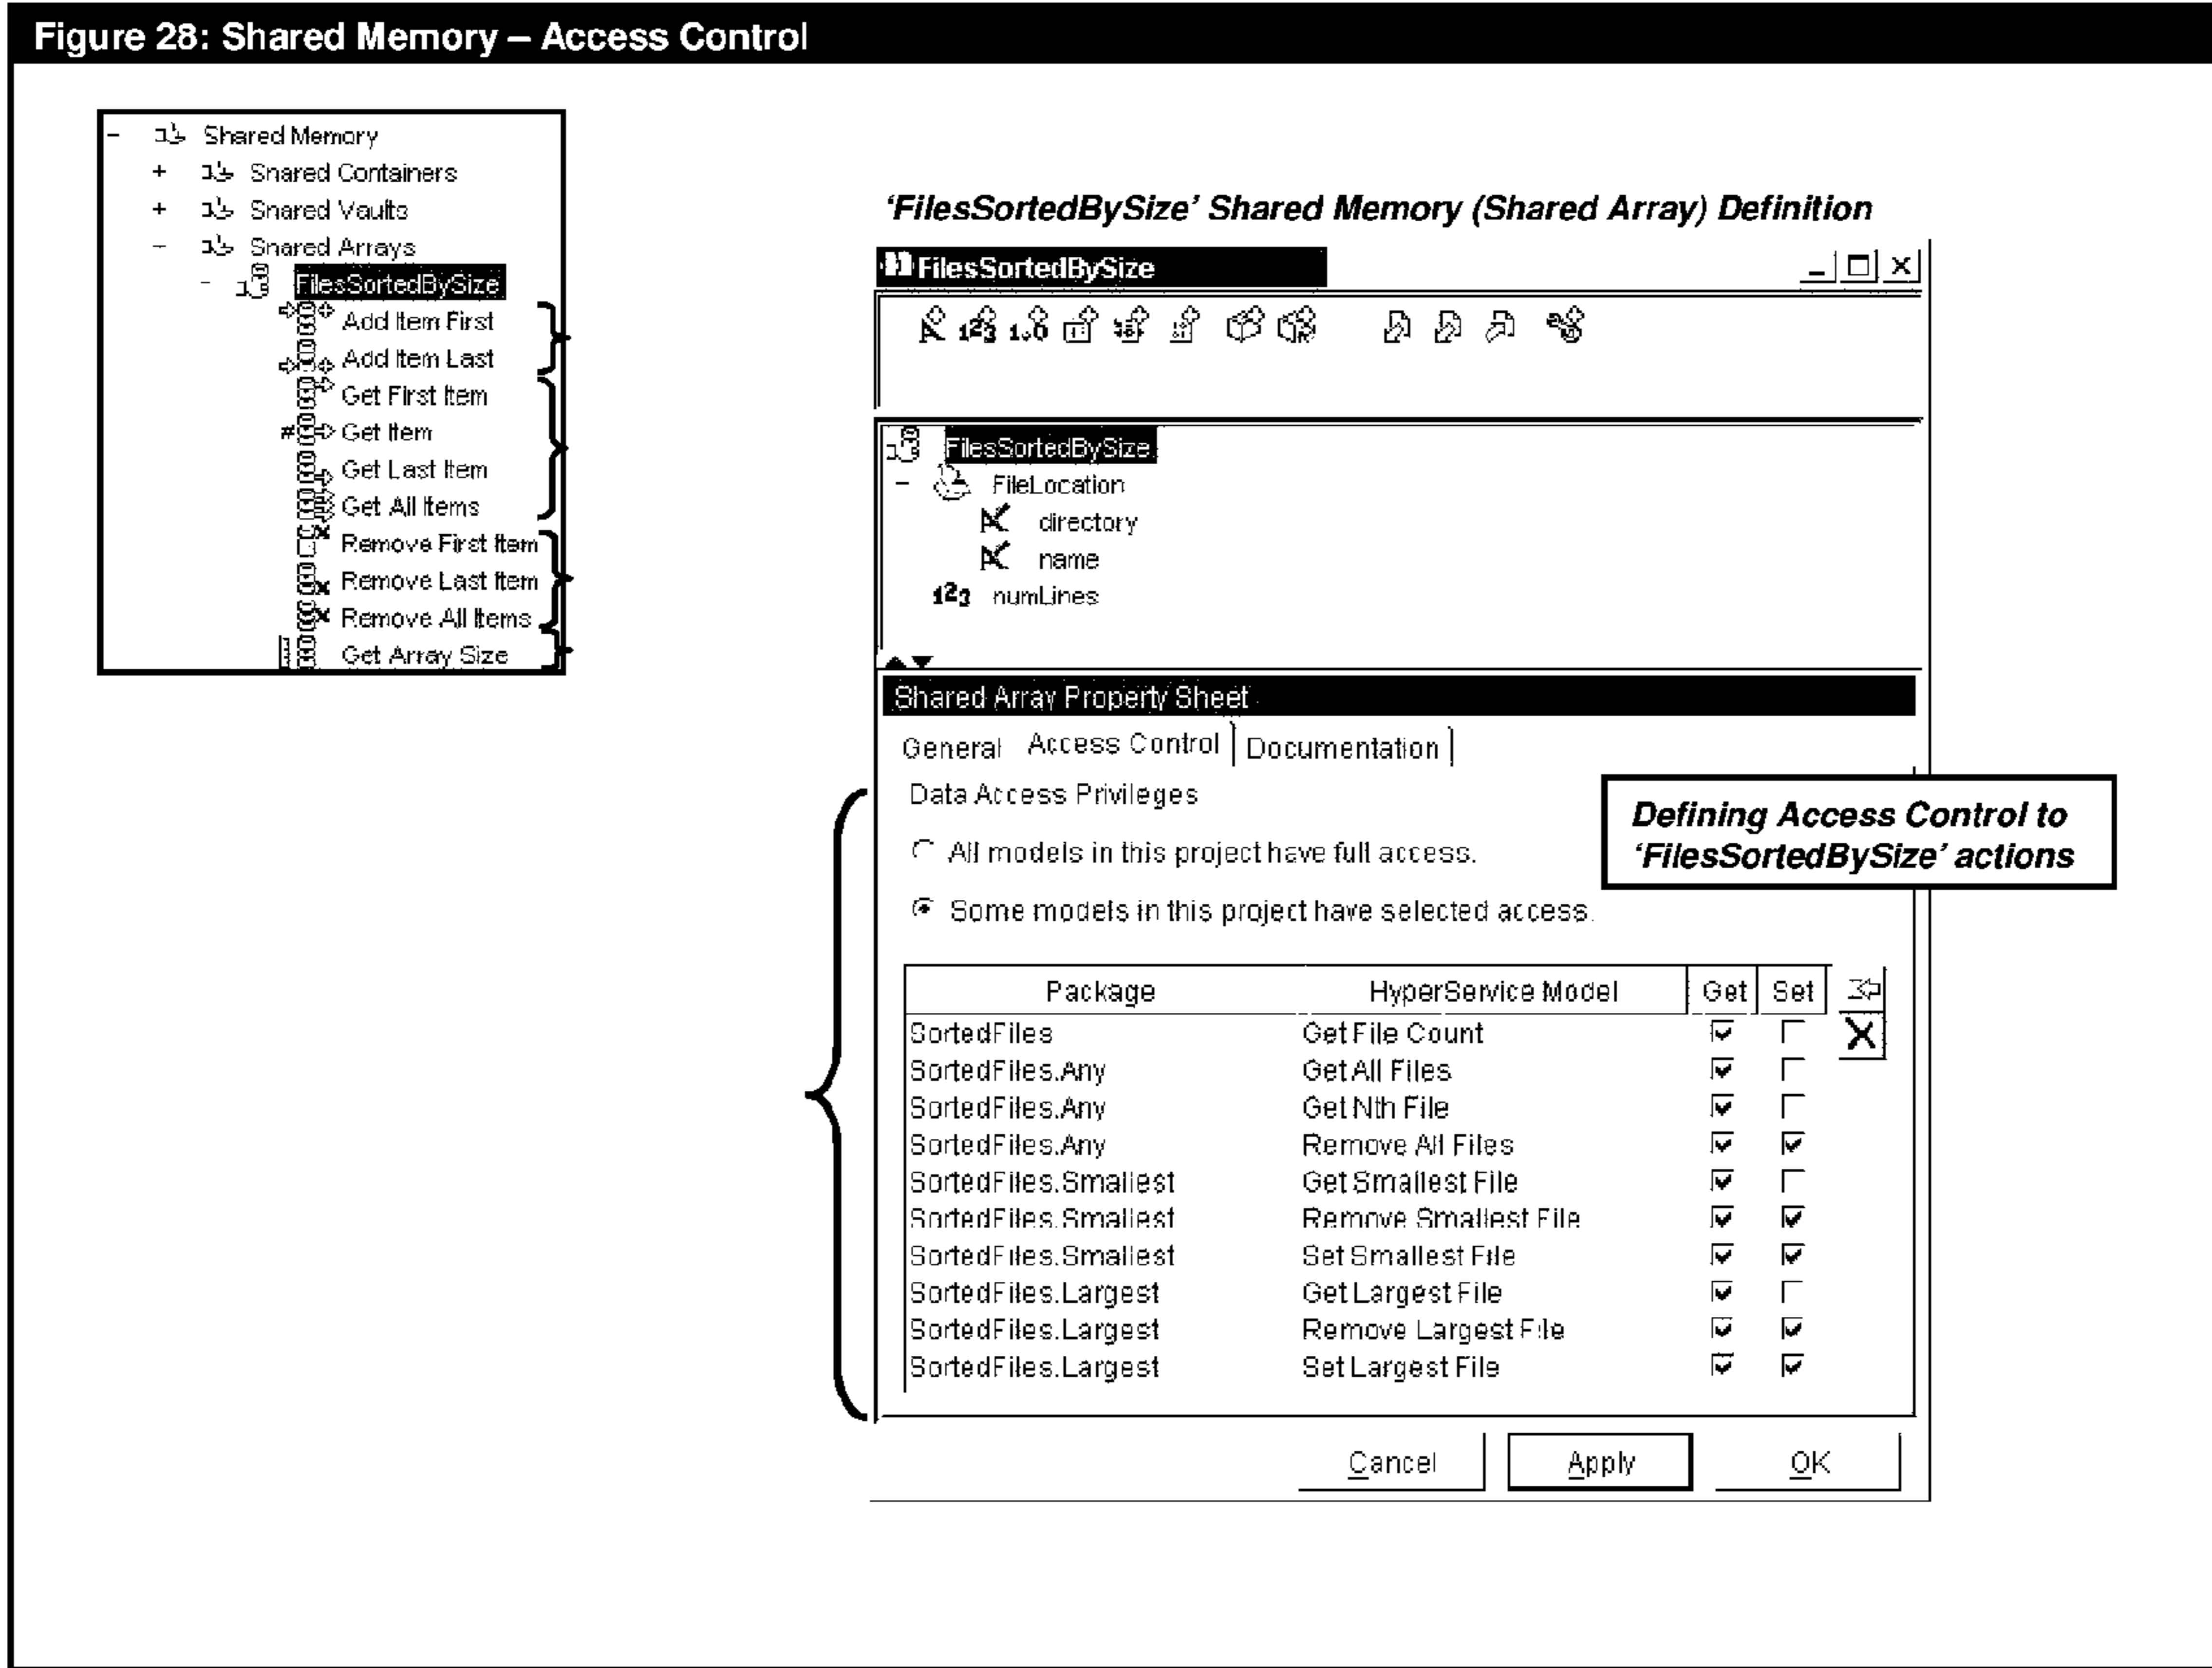 Figure 28: Shared Memory – Access Control
- Shared Memory
+ Snared Containers
+ Snared Vaults
- Snared Arrays
- FilesSortedBySize
Add Item First
Add Item Last
Get First Item
# Get Item
Get Last Item
Get All Items
Remove First Item
Remove Last Item
Remove All Items
Get Array Size
‘FilesSortedBySize’ Shared Memory (Shared Array) Definition
FilesSortedBySize
FilesSortedBySize
- FileLocation
directory
name
123 numLines
Shared Array Property Sheet
General Access Control Documentation
Data Access Privileges
All models in this project have full access.
Some models in this project have selected access.
Defining Access Control to
‘FilesSortedBySize’ actions
Package HyperService Model Get Set
SortedFiles Get File Count
SortedFiles.Any Get All Files
SortedFiles.Any Get Nth File
SortedFiles.Any Remove All Files
SortedFiles.Smallest Get Smallest File
SortedFiles.Smallest Remove Smallest File
SortedFiles.Smallest Set Smallest File
SortedFiles.Largest Get Largest File
SortedFiles.Largest Remove Largest File
SortedFiles.Largest Set Largest File
Cancel Apply OK